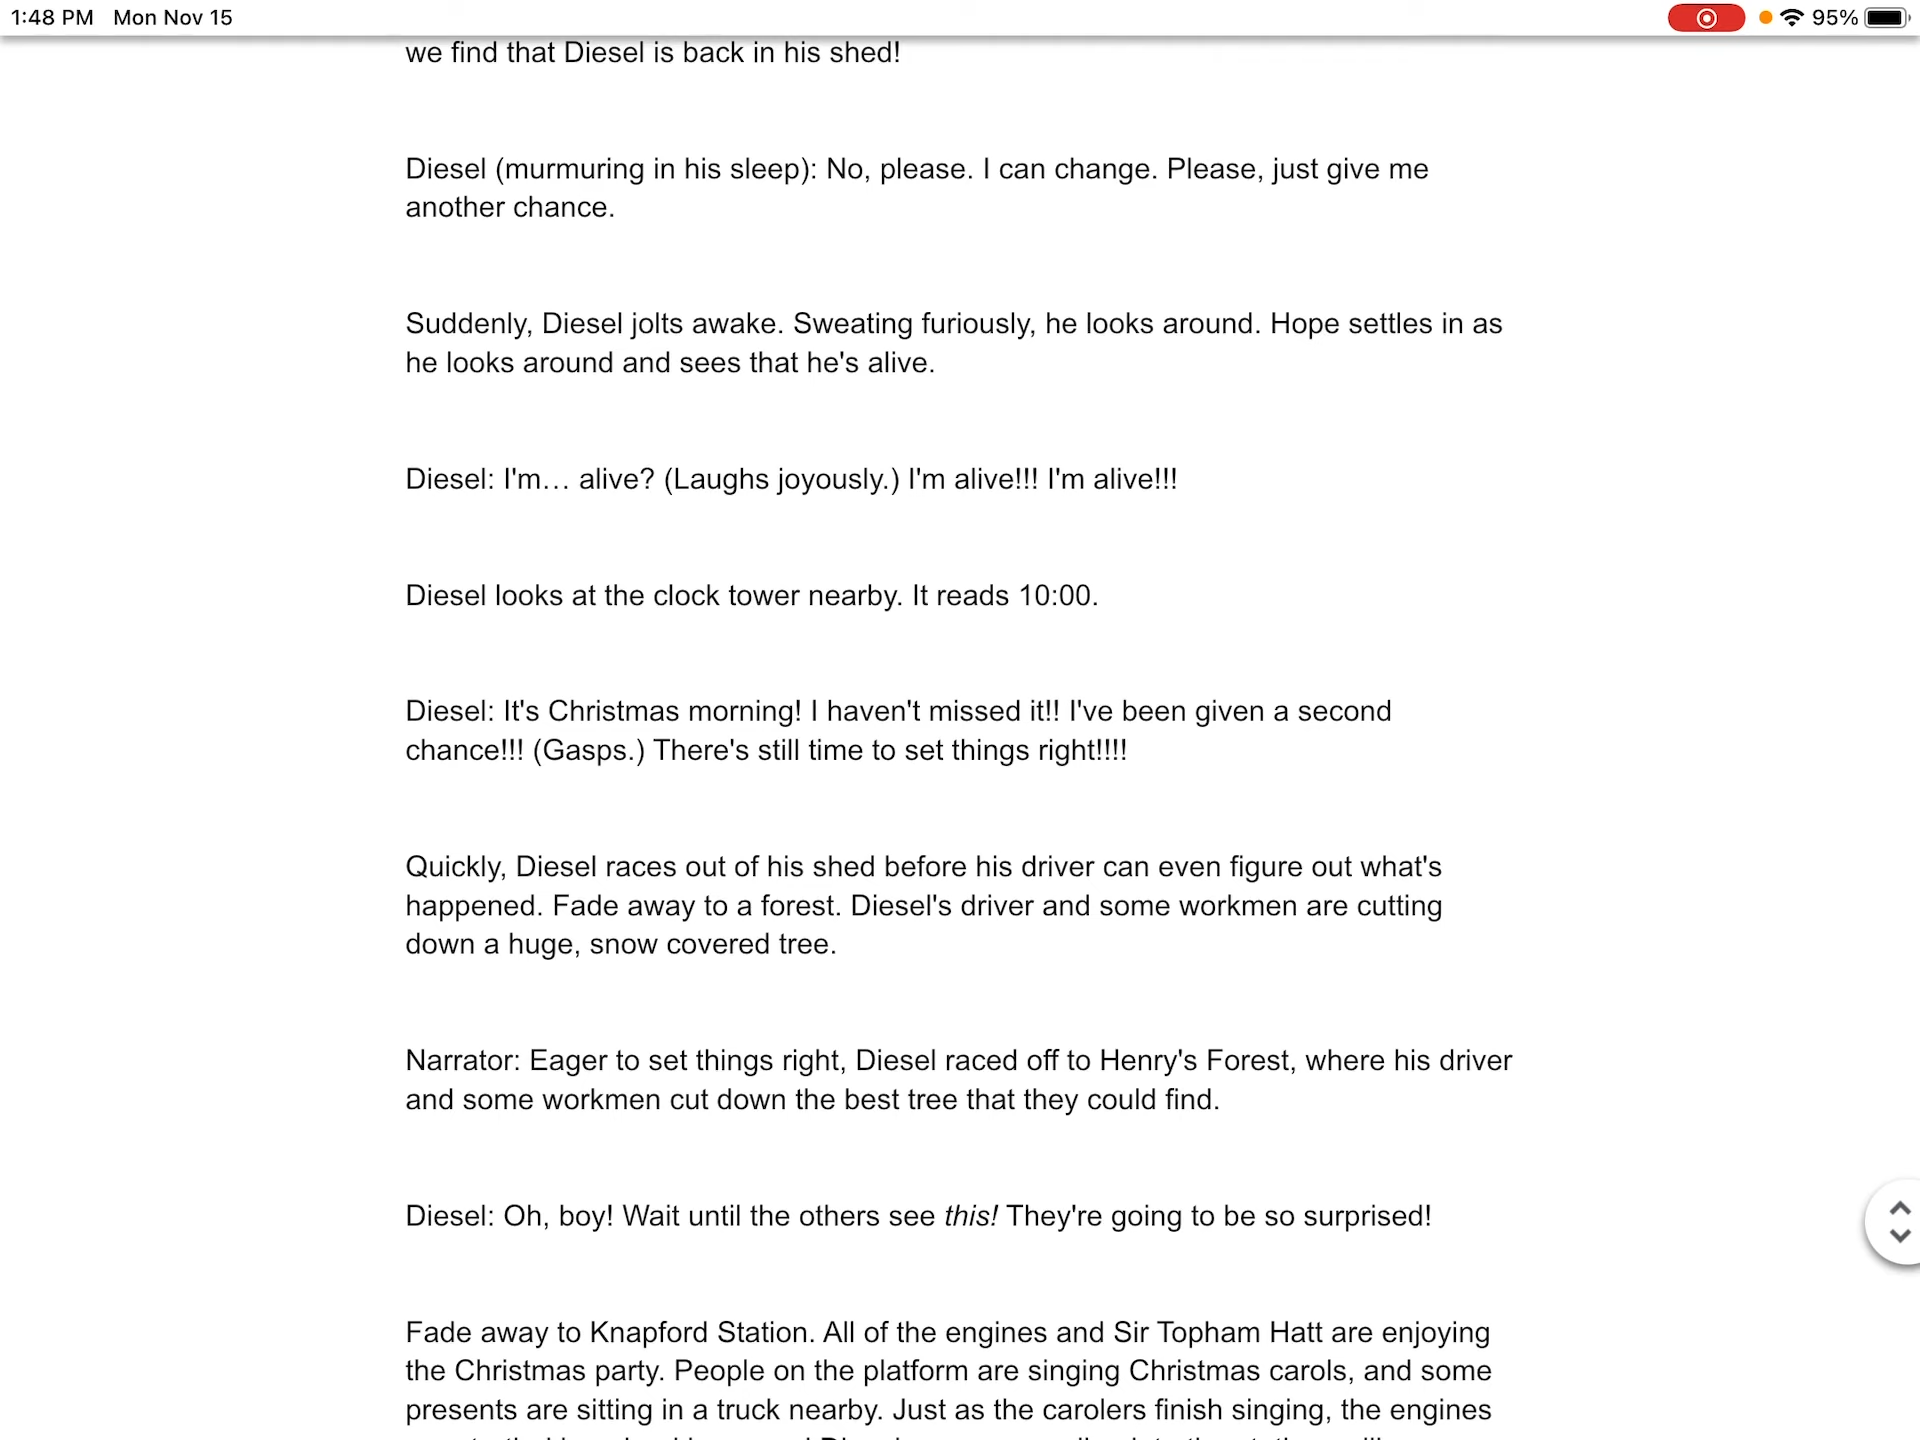 1:48 PM Mon Nov 15 95%
we find that Diesel is back in his shed!
Diesel (murmuring in his sleep): No, please. I can change. Please, just give me
another chance.
Suddenly, Diesel jolts awake. Sweating furiously, he looks around. Hope settles in as
he looks around and sees that he's alive.
Diesel: I'm… alive? (Laughs joyously.) I'm alive!!! I'm alive!!!
Diesel looks at the clock tower nearby. It reads 10:00.
Diesel: It's Christmas morning! I haven't missed it!! I've been given a second
chance!!! (Gasps.) There's still time to set things right!!!!
Quickly, Diesel races out of his shed before his driver can even figure out what's
happened. Fade away to a forest. Diesel's driver and some workmen are cutting
down a huge, snow covered tree.
Narrator: Eager to set things right, Diesel raced off to Henry's Forest, where his driver
and some workmen cut down the best tree that they could find.
Diesel: Oh, boy! Wait until the others see this! They're going to be so surprised!
Fade away to Knapford Station. All of the engines and Sir Topham Hatt are enjoying
the Christmas party. People on the platform are singing Christmas carols, and some
presents are sitting in a truck nearby. Just as the carolers finish singing, the engines